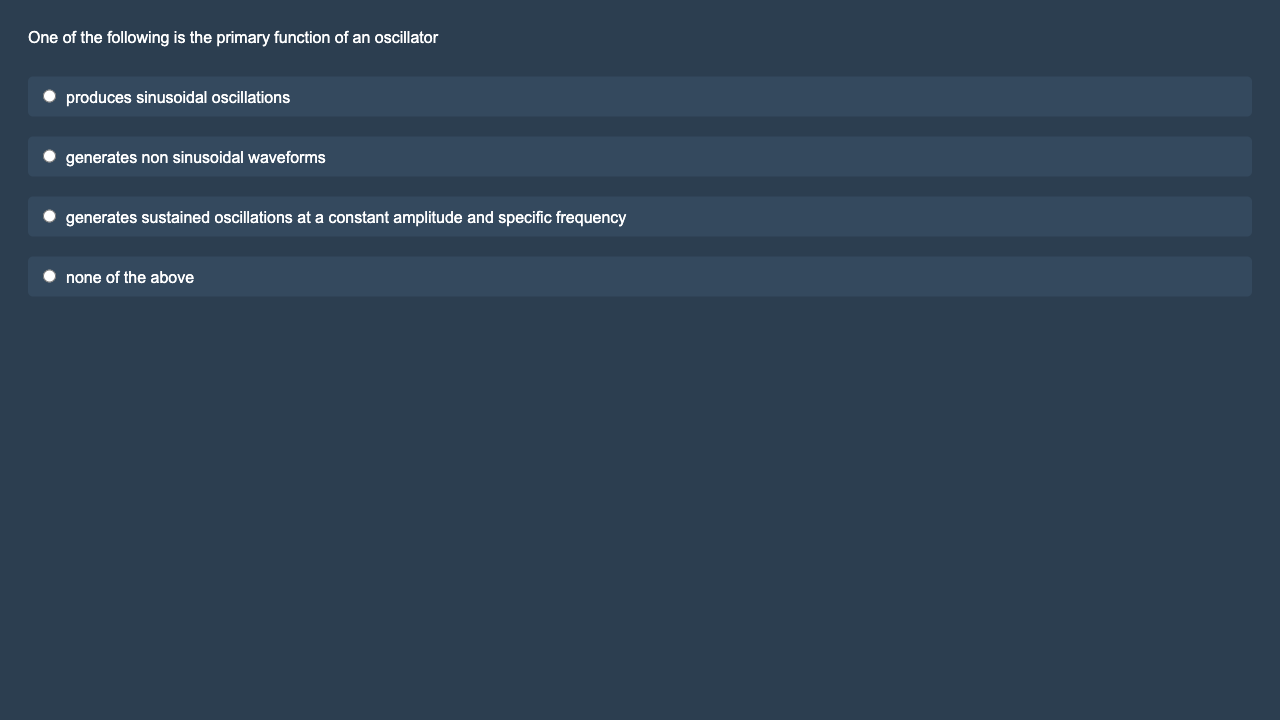 One of the following is the primary function of an oscillator
produces sinusoidal oscillations
generates non sinusoidal waveforms
generates sustained oscillations at a constant amplitude and specific frequency
none of the above